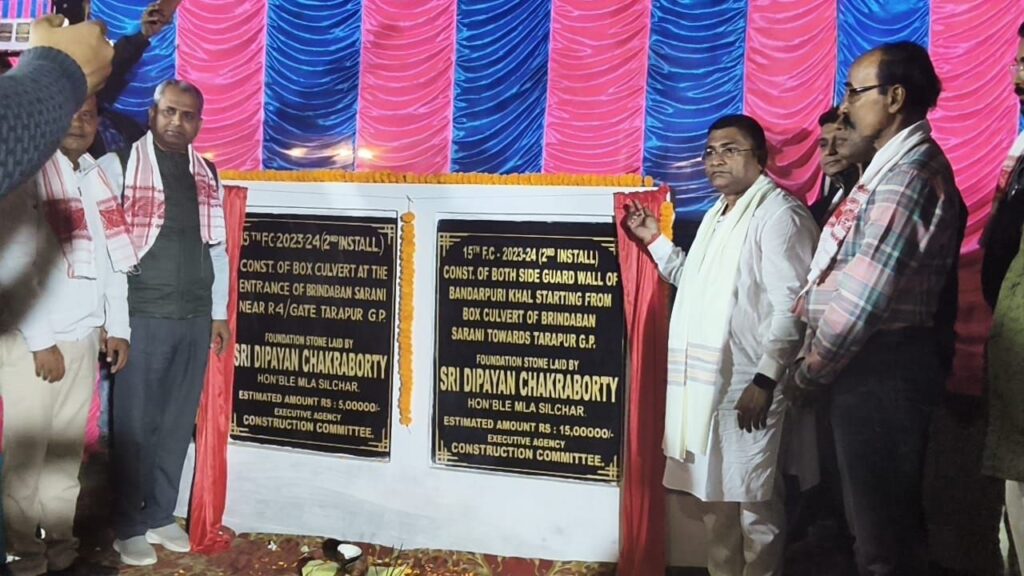 15TH F.C-2023-24 (2ND INSTALL)
CONST. OF BOX CULVERT AT THE
ENTRANCE OF BRINDABAN SARANI
NEAR R4/GATE TARAPUR G.P.
FOUNDATION STONE LAID BY
SRI DIPAYAN CHAKRABORTY
HON'BLE MLA SILCHAR.
ESTIMATED AMOUNT RS : 5,00000/-
EXECUTIVE AGENCY
CONSTRUCTION COMMITTEE.
15TH F.C - 2023-24 (2ND INSTALL)
CONST. OF BOTH SIDE GUARD WALL OF
BANDARPURI KHAL STARTING FROM
BOX CULVERT OF BRINDABAN
SARANI TOWARDS TARAPUR G.P.
FOUNDATION STONE LAID BY
SRI DIPAYAN CHAKRABORTY
HON'BLE MLA SILCHAR.
ESTIMATED AMOUNT RS : 15,00000/-
EXECUTIVE AGENCY
CONSTRUCTION COMMITTEE.